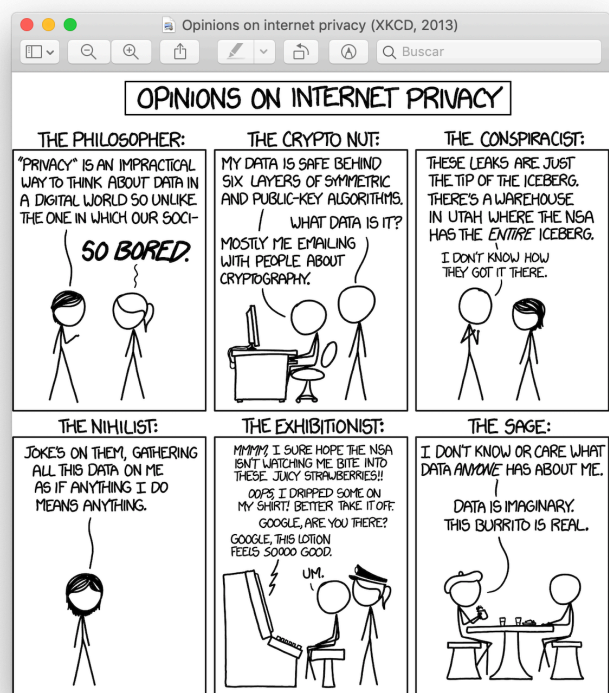 Opinions on internet privacy (XKCD, 2013)
Buscar
OPINIONS ON INTERNET PRIVACY
THE PHILOSOPHER:
"PRIVACY" IS AN IMPRACTICAL
WAY TO THINK ABOUT DATA IN
A DIGITAL WORLD SO UNLIKE
THE ONE IN WHICH OUR SOCI-
SO BORED.
THE CRYPTO NUT:
MY DATA IS SAFE BEHIND
SIX LAYERS OF SYMMETRIC
AND PUBLIC-KEY ALGORITHMS.
WHAT DATA IS IT?
MOSTLY ME EMAILING
WITH PEOPLE ABOUT
CRYPTOGRAPHY.
THE CONSPIRACIST:
THESE LEAKS ARE JUST
THE TIP OF THE ICEBERG.
THERE'S A WAREHOUSE
IN UTAH WHERE THE NSA
HAS THE ENTIRE ICEBERG.
I DON'T KNOW HOW
THEY GOT IT THERE.
THE NIHILIST:
JOKE'S ON THEM, GATHERING
ALL THIS DATA ON ME
AS IF ANYTHING I DO
MEANS ANYTHING.
THE EXHIBITIONIST:
MMMM, I SURE HOPE THE NSA
ISN'T WATCHING ME BITE INTO
THESE JUICY STRAWBERRIES!!
OOPS, I DRIPPED SOME ON
MY SHIRT! BETTER TAKE IT OFF.
GOOGLE, ARE YOU THERE?
GOOGLE, THIS LOTION
FEELS SOOOO GOOD.
UM.
THE SAGE:
I DON'T KNOW OR CARE WHAT
DATA ANYONE HAS ABOUT ME.
DATA IS IMAGINARY.
THIS BURRITO IS REAL.